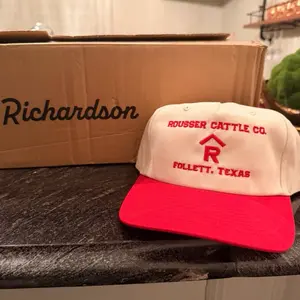 Richardson
ROUSSER CATTLE CO.
R
FOLLETT, TEXAS